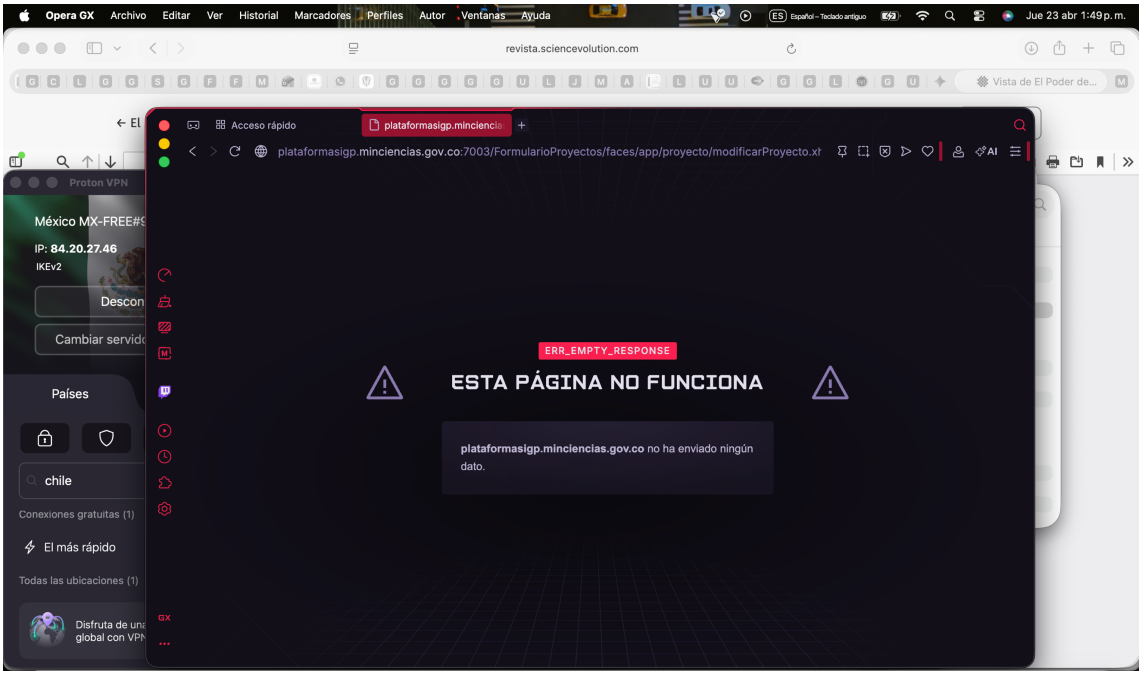 Opera GX Archivo Editar Ver Historial Marcadores Perfiles Autor Ventanas Ayuda ES Español – Teclado antiguo Jue 23 abr 1:49 p. m.
revista.sciencevolution.com
G C L G G S G F F M G G G G G U L J M A L U U G G L G U Vista de El Poder de... M
← El
Acceso rápido
plataformasigp.minciencia
plataformasigp.minciencias.gov.co:7003/FormularioProyectos/faces/app/proyecto/modificarProyecto.xh
AI
Proton VPN
México MX-FREE#9
IP: 84.20.27.46
IKEv2
Descon
Cambiar servido
Países
chile
Conexiones gratuitas (1)
El más rápido
Todas las ubicaciones (1)
Disfruta de una
global con VPN
M
GX
ERR_EMPTY_RESPONSE
ESTA PÁGINA NO FUNCIONA
plataformasigp.minciencias.gov.co no ha enviado ningún
dato.